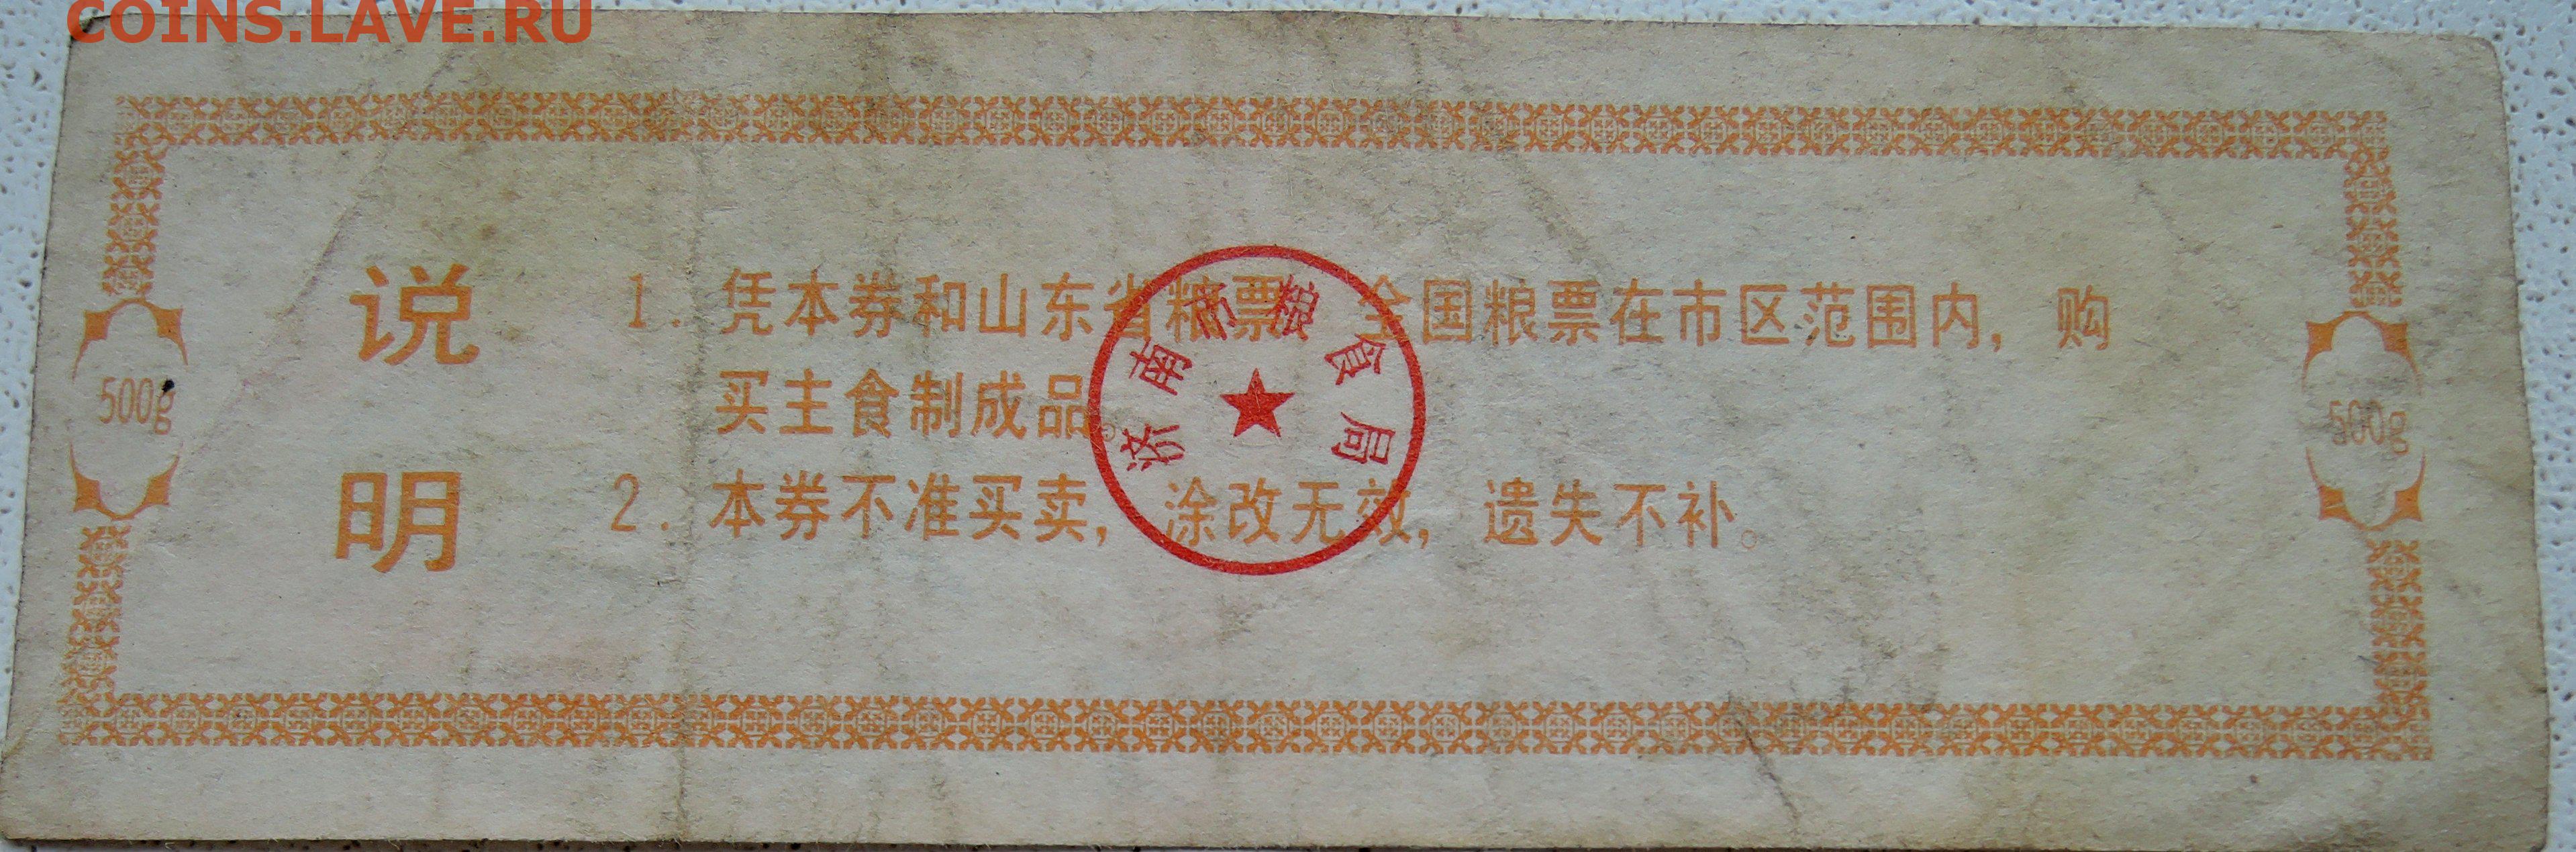 COINS.LAVE.RU
说明
1. 凭本券和山东省粮票、全国粮票在市区范围内，购
买主食制成品。
2. 本券不准买卖，涂改无效，遗失不补。
济南市粮食局
500g
500g